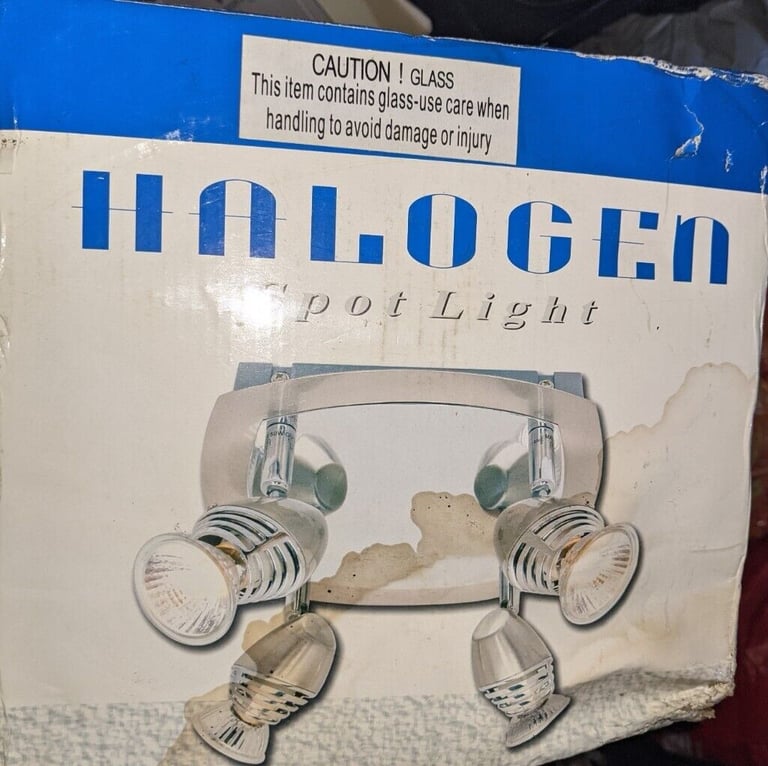 CAUTION ! GLASS
This item contains glass-use care when
handling to avoid damage or injury
HALOGEN
Spot Light